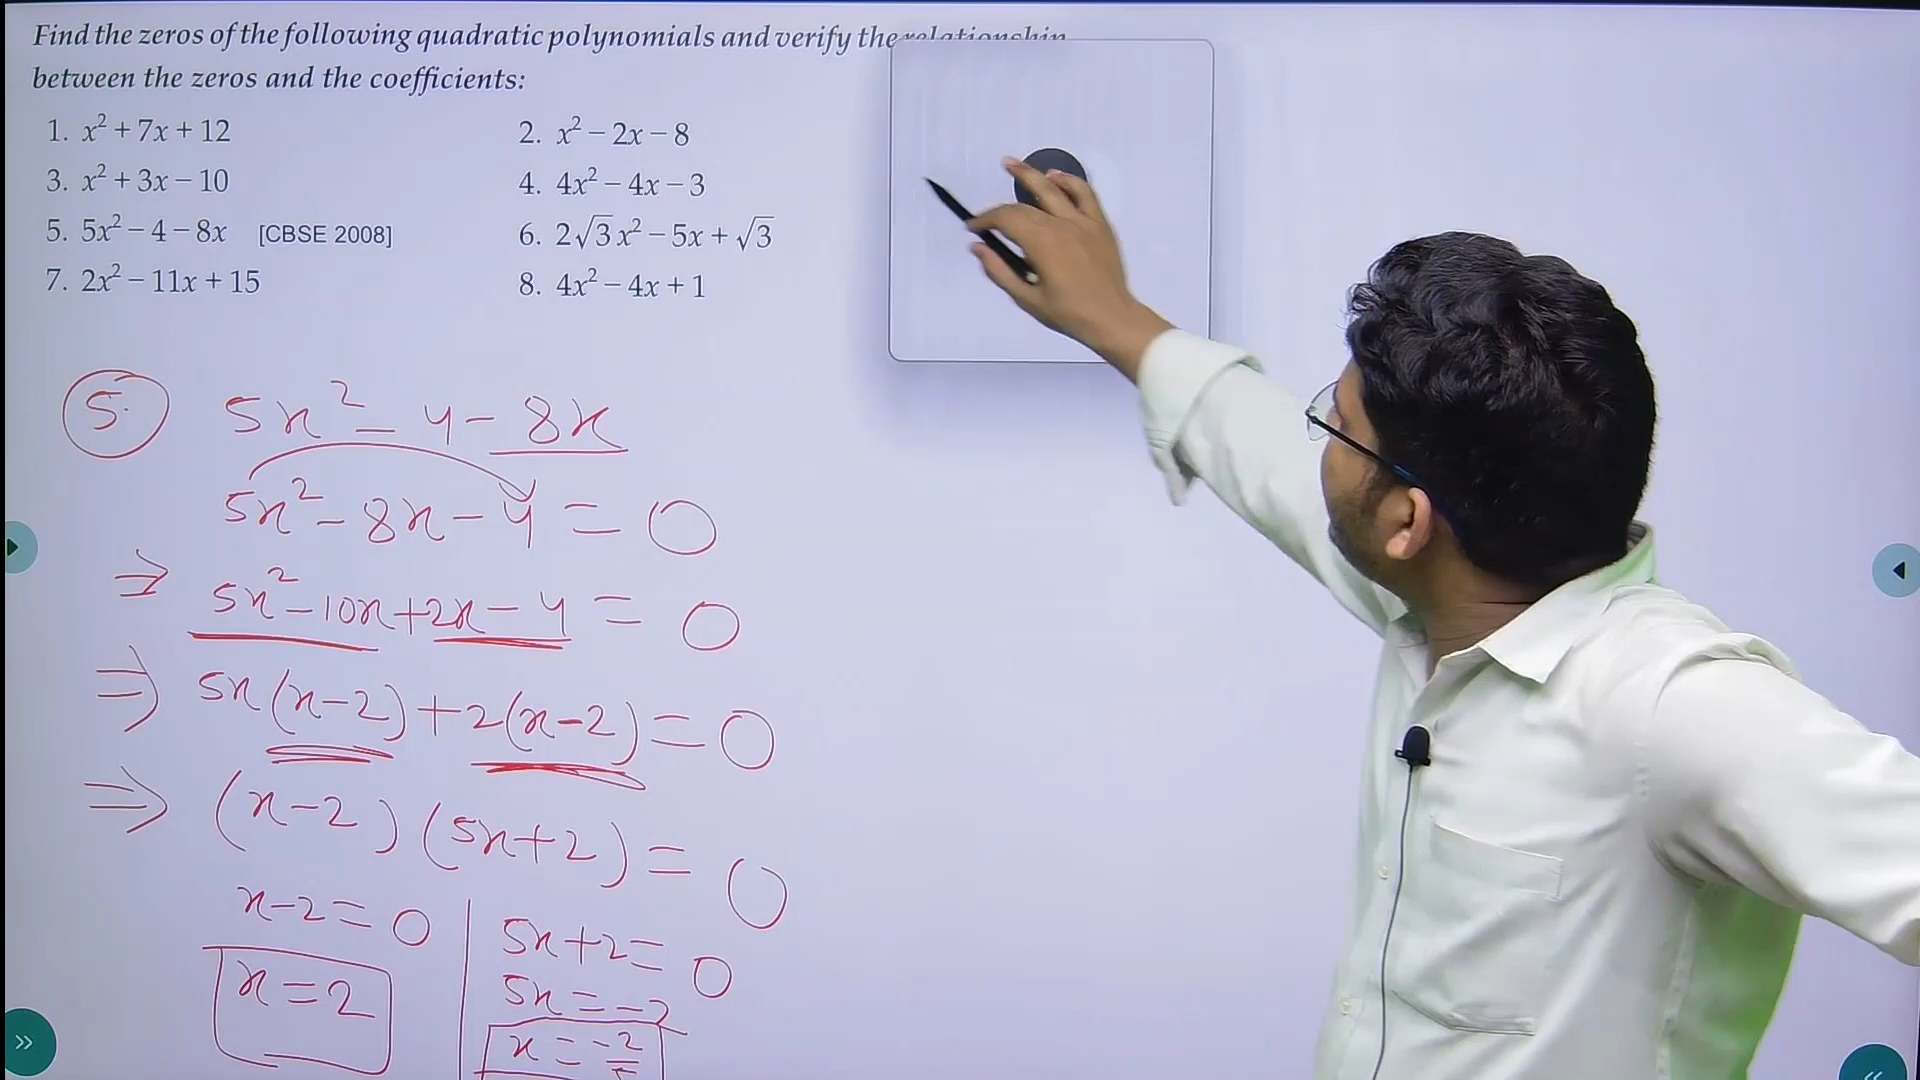 Find the zeros of the following quadratic polynomials and verify the relationship
between the zeros and the coefficients:
1. x² + 7x + 12
2. x² − 2x − 8
3. x² + 3x − 10
4. 4x² − 4x − 3
5. 5x² − 4 − 8x [CBSE 2008]
6. 2√3x² − 5x + √3
7. 2x² − 11x + 15
8. 4x² − 4x + 1
5. 5x² − 4 − 8x
5x² − 8x − 4 = 0
⇒ 5x² − 10x + 2x − 4 = 0
⇒ 5x(x−2) + 2(x−2) = 0
⇒ (x−2) (5x+2) = 0
x−2 = 0
x = 2
5x+2 = 0
5x = −2
x = −2/5